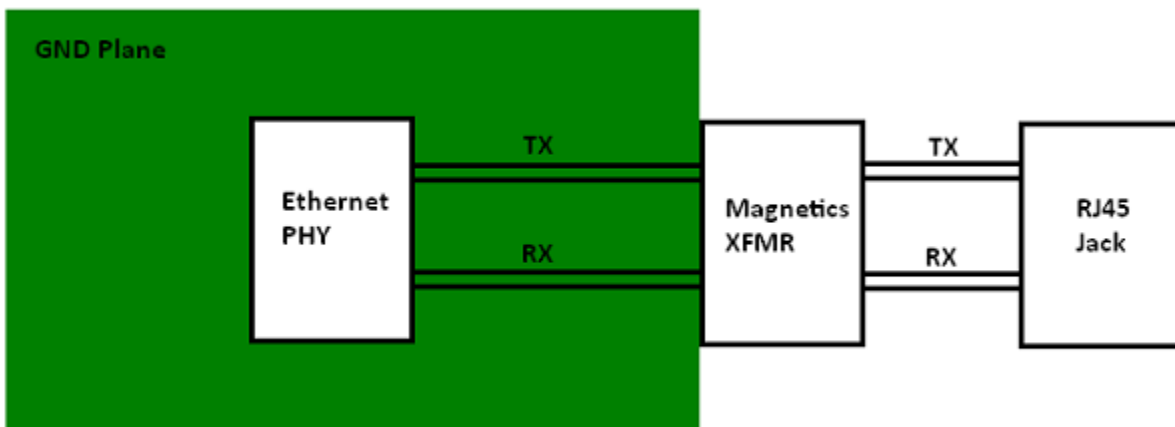 GND Plane
TX
TX
Ethernet
PHY
Magnetics
XFMR
RJ45
Jack
RX
RX